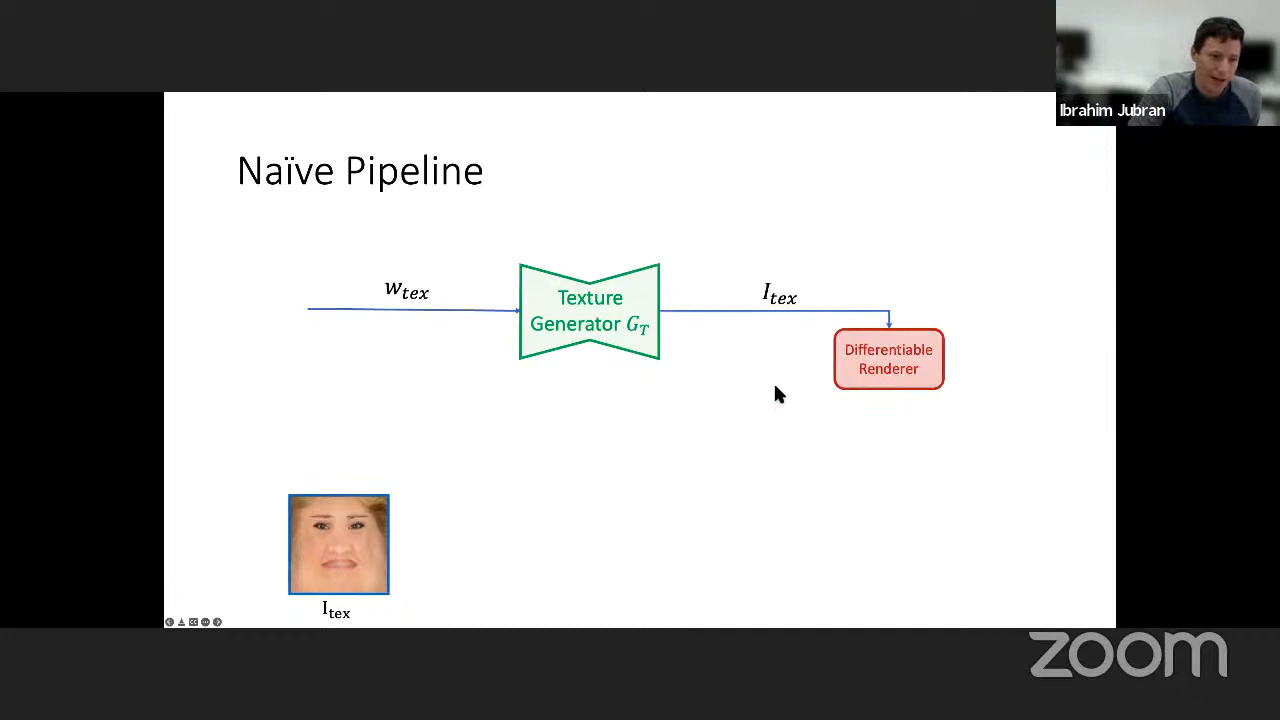 Ibrahim Jubran
Naïve Pipeline
w_tex
Texture
Generator G_T
I_tex
Differentiable
Renderer
I_tex
zoom